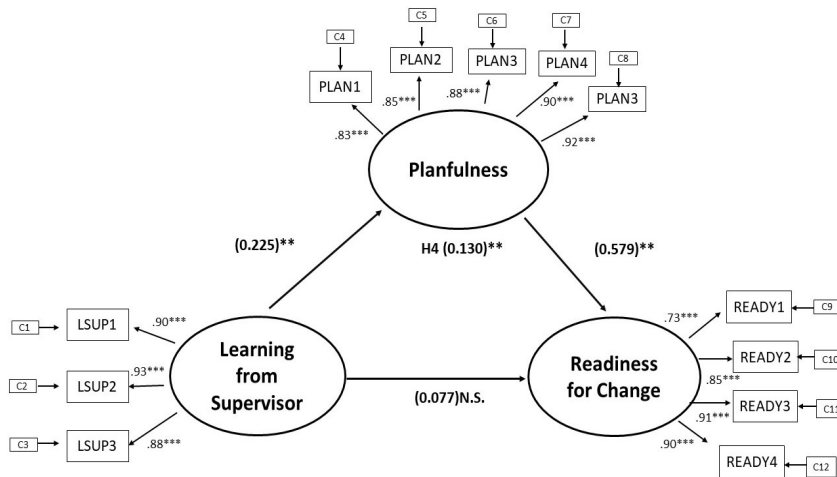 C4
C5
C6
C7
C8
PLAN1
PLAN2
PLAN3
PLAN4
PLAN3
.83***
.85***
.88***
.90***
.92***
Planfulness
(0.225)**
H4 (0.130)**
(0.579)**
C1
LSUP1
.90***
C2
LSUP2
.93***
C3
LSUP3
.88***
Learning
from
Supervisor
(0.077)N.S.
Readiness
for Change
.73***
READY1
C9
READY2
C10
.85***
READY3
C11
.91***
.90***
READY4
C12